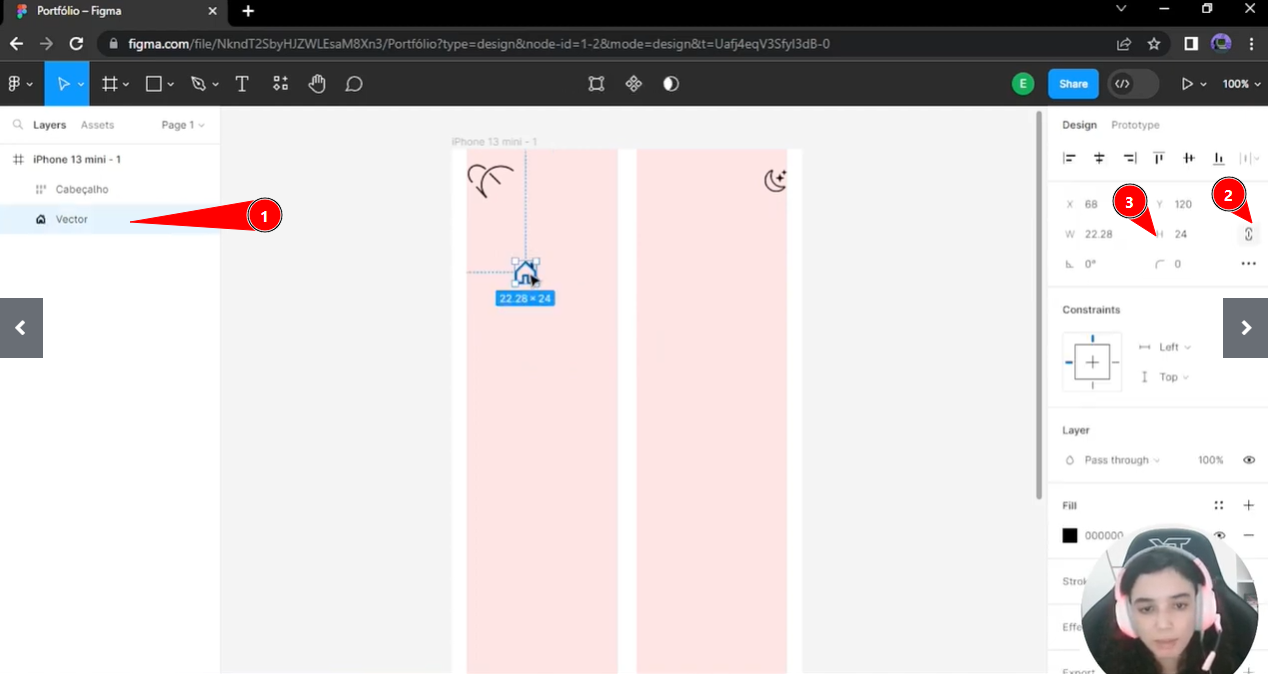 Portfólio – Figma
figma.com/file/NkndT2SbyHJZWLEsaM8Xn3/Portfólio?type=design&node-id=1-2&mode=design&t=Uafj4eqV3SfyI3dB-0
E
Share
100%
Layers
Assets
Page 1
iPhone 13 mini - 1
Cabeçalho
Vector
1
iPhone 13 mini - 1
22.28 × 24
Design
Prototype
X 68
Y 120
3
2
W 22.28
H 24
0°
0
Constraints
Left
Top
Layer
Pass through
100%
Fill
000000